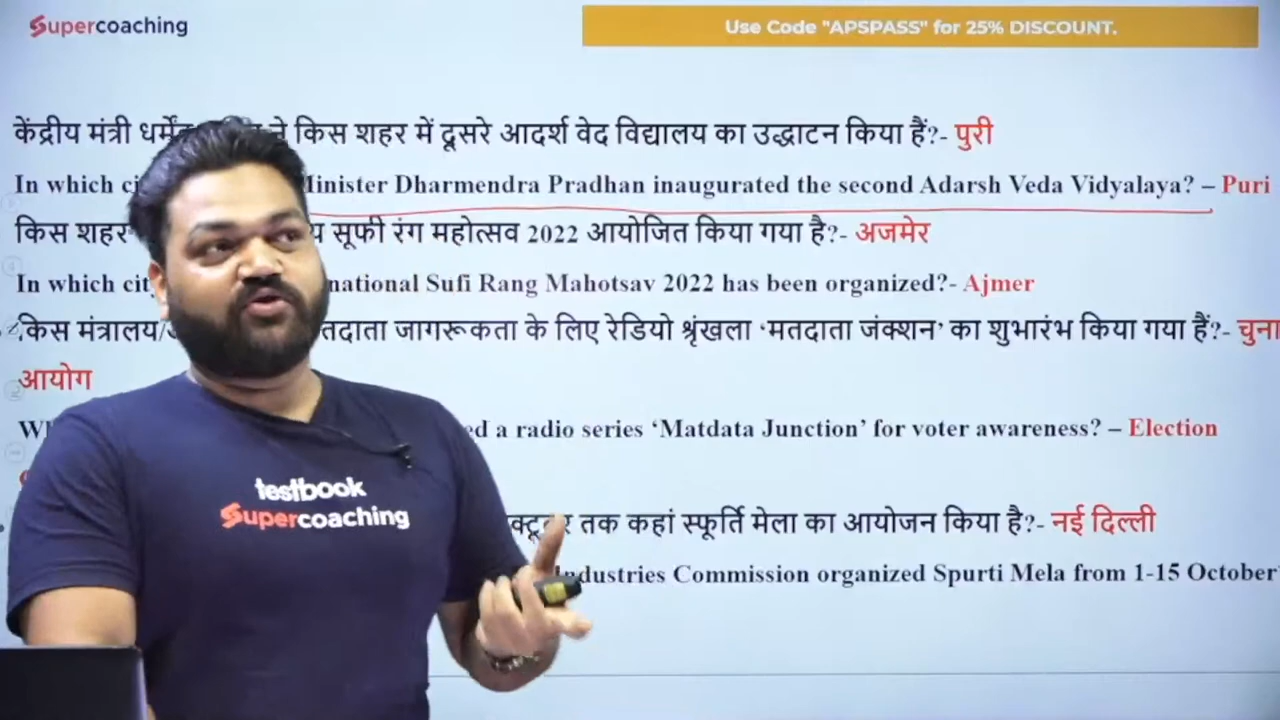 Supercoaching
Use Code "APSPASS" for 25% DISCOUNT.
केंद्रीय मंत्री ने किस शहर में दूसरे आदर्श वेद विद्यालय का उद्धाटन किया हैं?- पुरी
In which Minister Dharmendra Pradhan inaugurated the second Adarsh Veda Vidyalaya? – Puri
किस शहर सूफी रंग महोत्सव 2022 आयोजित किया गया है?- अजमेर
In which national Sufi Rang Mahotsav 2022 has been organized?- Ajmer
किस मंत्रालय/ तदाता जागरूकता के लिए रेडियो श्रृंखला ‘मतदाता जंक्शन’ का शुभारंभ किया गया हैं?- चुना
आयोग
ed a radio series ‘Matdata Junction’ for voter awareness? – Election
तक कहां स्फूर्ति मेला का आयोजन किया है?- नई दिल्ली
Industries Commission organized Spurti Mela from 1-15 October
testbook
Supercoaching